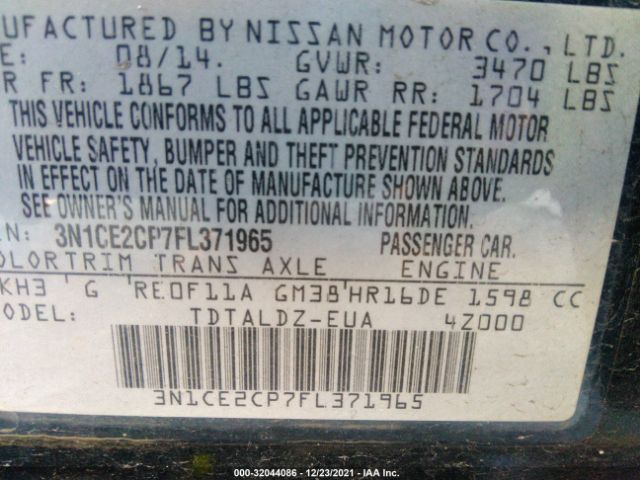 UFACTURED BY NISSAN MOTOR CO., LTD.
E: 08/14. GVWR: 3470 LBS
R FR: 1867 LBS GAWR RR: 1704 LBS
THIS VEHICLE CONFORMS TO ALL APPLICABLE FEDERAL MOTOR
VEHICLE SAFETY, BUMPER AND THEFT PREVENTION STANDARDS
IN EFFECT ON THE DATE OF MANUFACTURE SHOWN ABOVE.
SEE OWNER'S MANUAL FOR ADDITIONAL INFORMATION.
N: 3N1CE2CP7FL371965 PASSENGER CAR.
OLOR TRIM TRANS AXLE ENGINE
KH3 G RE0F11A GM38 HR16DE 1598 CC
ODEL: TDTALDZ-EUA 4Z000
3N1CE2CP7FL371965
000-32044086 - 12/23/2021 - IAA Inc.